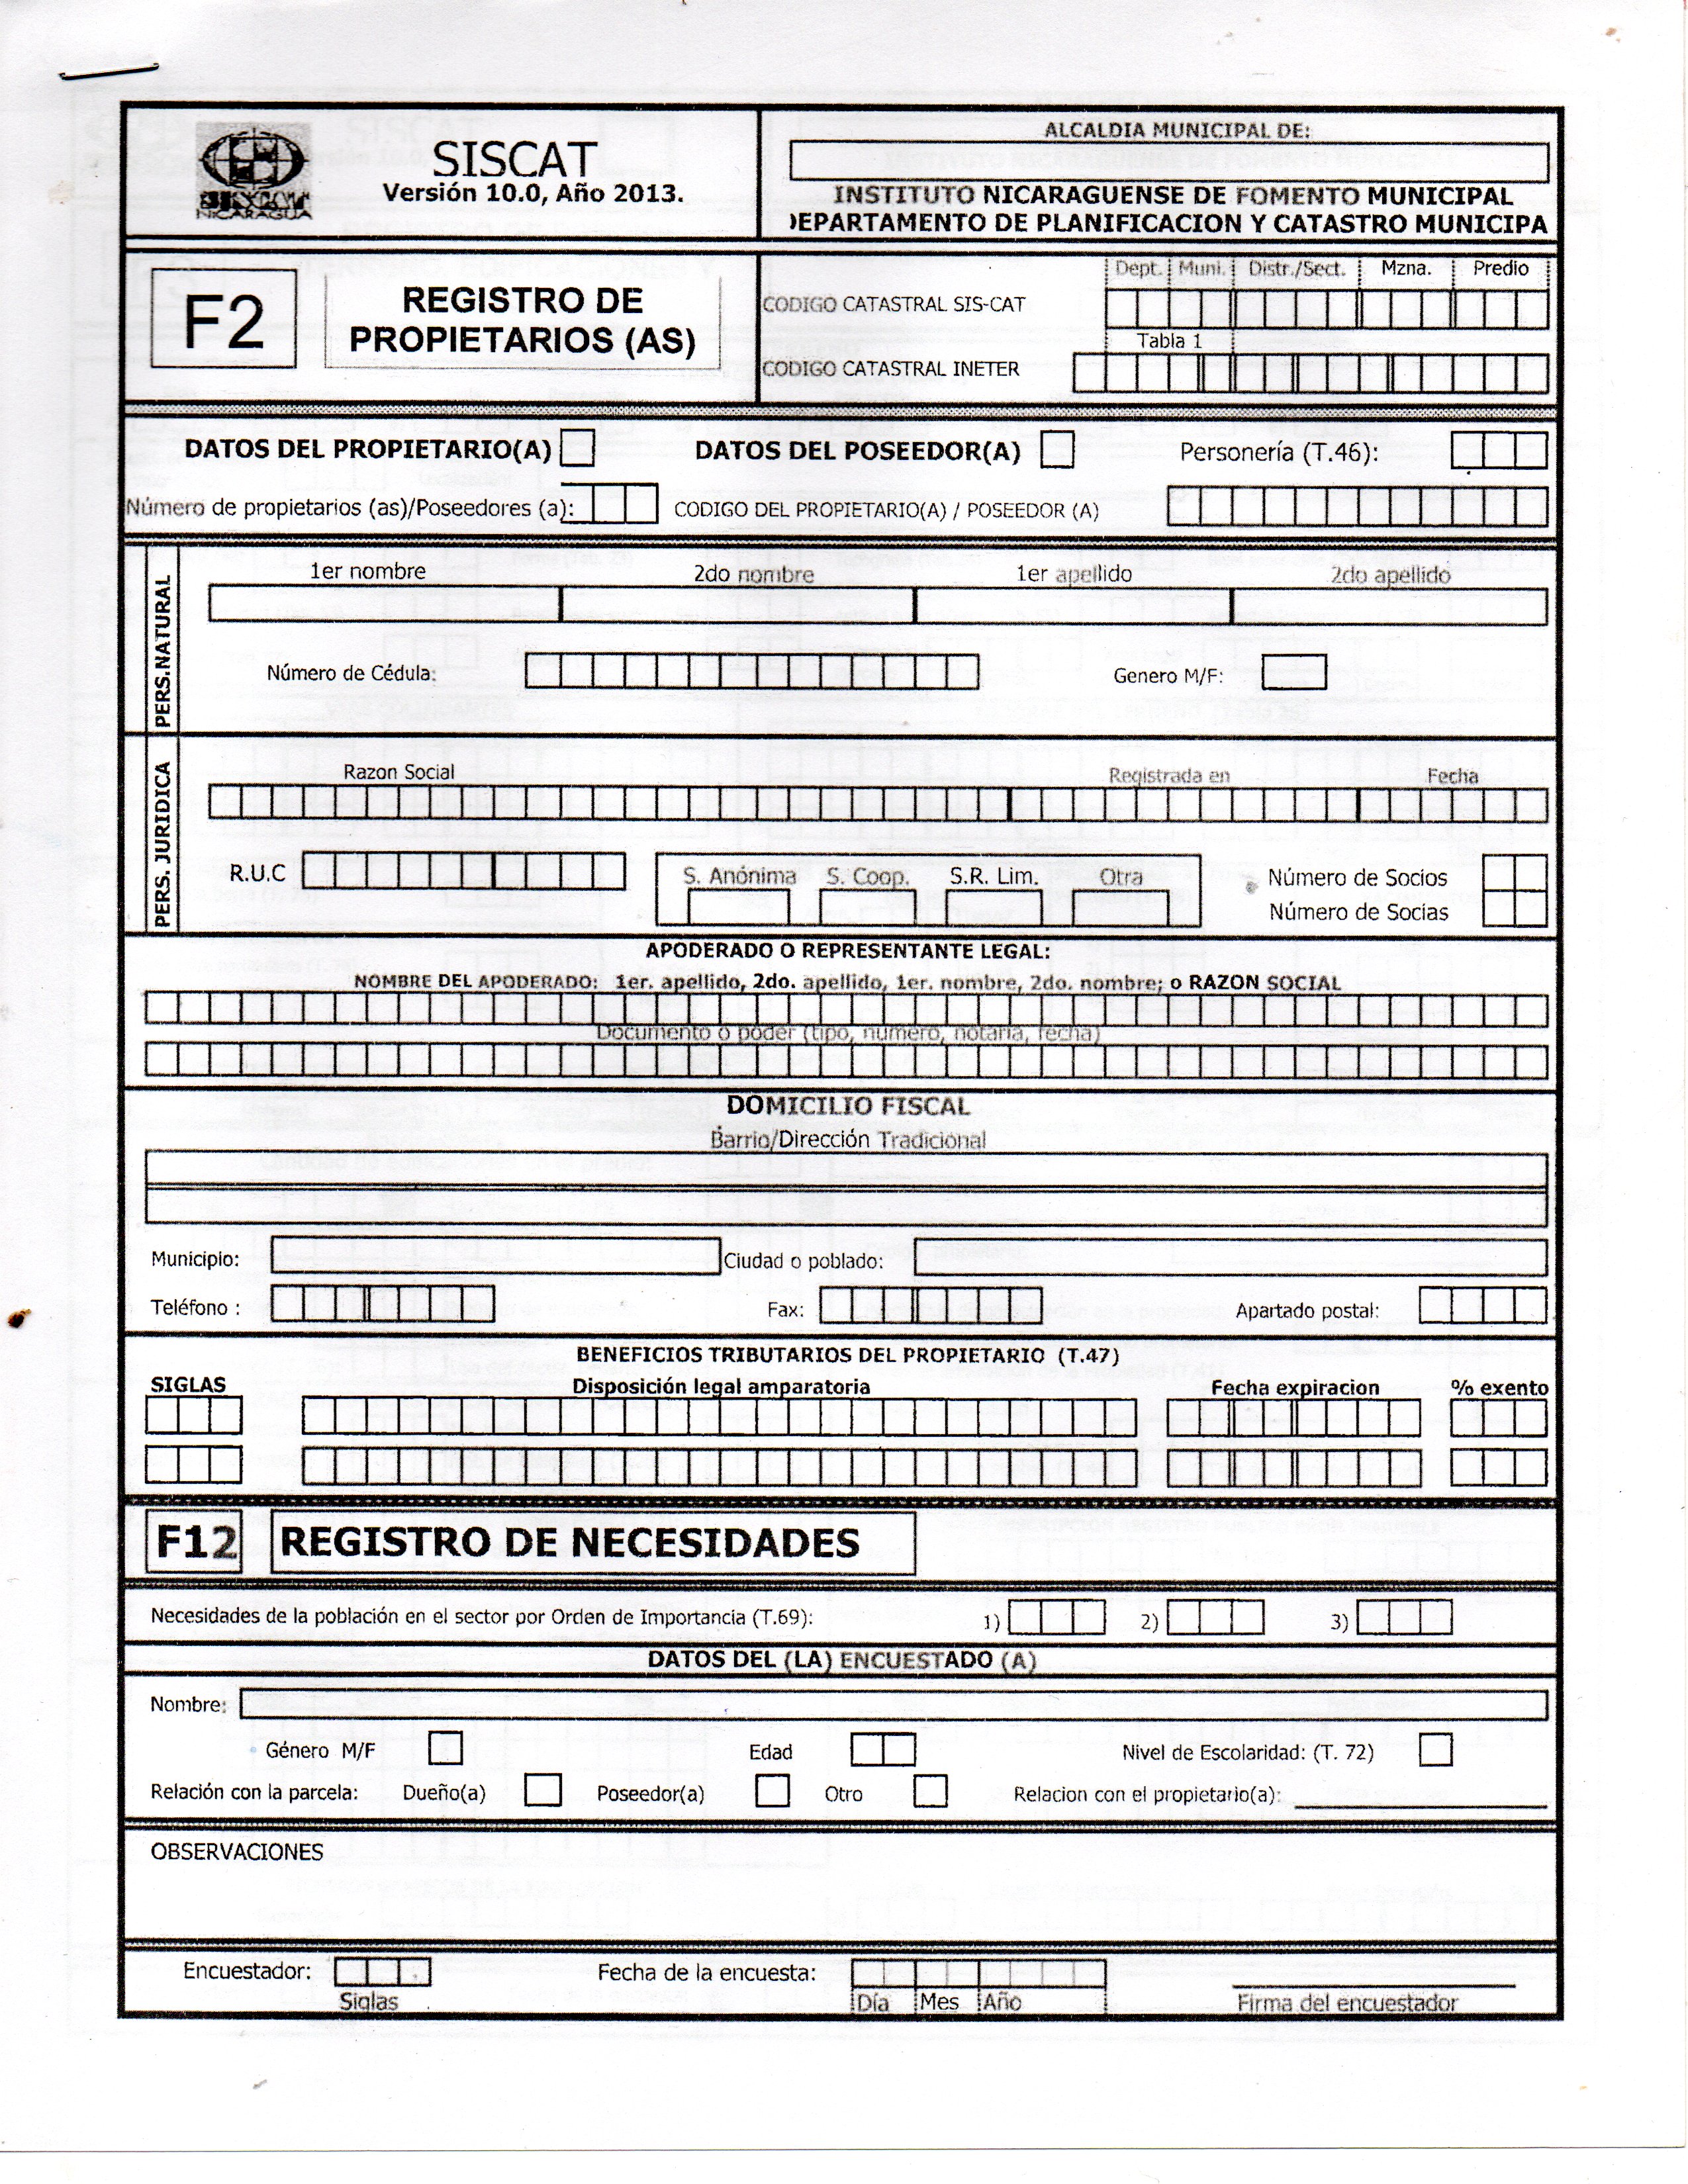 SISCAT
Versión 10.0, Año 2013.
NICARAGUA
ALCALDIA MUNICIPAL DE:
INSTITUTO NICARAGUENSE DE FOMENTO MUNICIPAL
DEPARTAMENTO DE PLANIFICACION Y CATASTRO MUNICIPA
F2
REGISTRO DE
PROPIETARIOS (AS)
Dept. Muni. Distr./Sect. Mzna. Predio
CODIGO CATASTRAL SIS-CAT
Tabla 1
CODIGO CATASTRAL INETER
DATOS DEL PROPIETARIO(A) DATOS DEL POSEEDOR(A) Personería (T.46):
Número de propietarios (as)/Poseedores (a): CODIGO DEL PROPIETARIO(A) / POSEEDOR (A)
PERS.NATURAL
1er nombre 2do nombre 1er apellido 2do apellido
Número de Cédula: Genero M/F:
PERS. JURIDICA
Razon Social Registrada en Fecha
R.U.C S. Anónima S. Coop. S.R. Lim. Otra Número de Socios
Número de Socias
APODERADO O REPRESENTANTE LEGAL:
NOMBRE DEL APODERADO: 1er. apellido, 2do. apellido, 1er. nombre, 2do. nombre; o RAZON SOCIAL
Documento o poder (tipo, numero, notaria, fecha)
DOMICILIO FISCAL
Barrio/Dirección Tradicional
Municipio: Ciudad o poblado:
Teléfono : Fax: Apartado postal:
BENEFICIOS TRIBUTARIOS DEL PROPIETARIO (T.47)
SIGLAS Disposición legal amparatoria Fecha expiracion % exento
F12 REGISTRO DE NECESIDADES
Necesidades de la población en el sector por Orden de Importancia (T.69): 1) 2) 3)
DATOS DEL (LA) ENCUESTADO (A)
Nombre:
Género M/F Edad Nivel de Escolaridad: (T. 72)
Relación con la parcela: Dueño(a) Poseedor(a) Otro Relacion con el propietario(a):
OBSERVACIONES
Encuestador: Fecha de la encuesta:
Siglas Día Mes Año Firma del encuestador